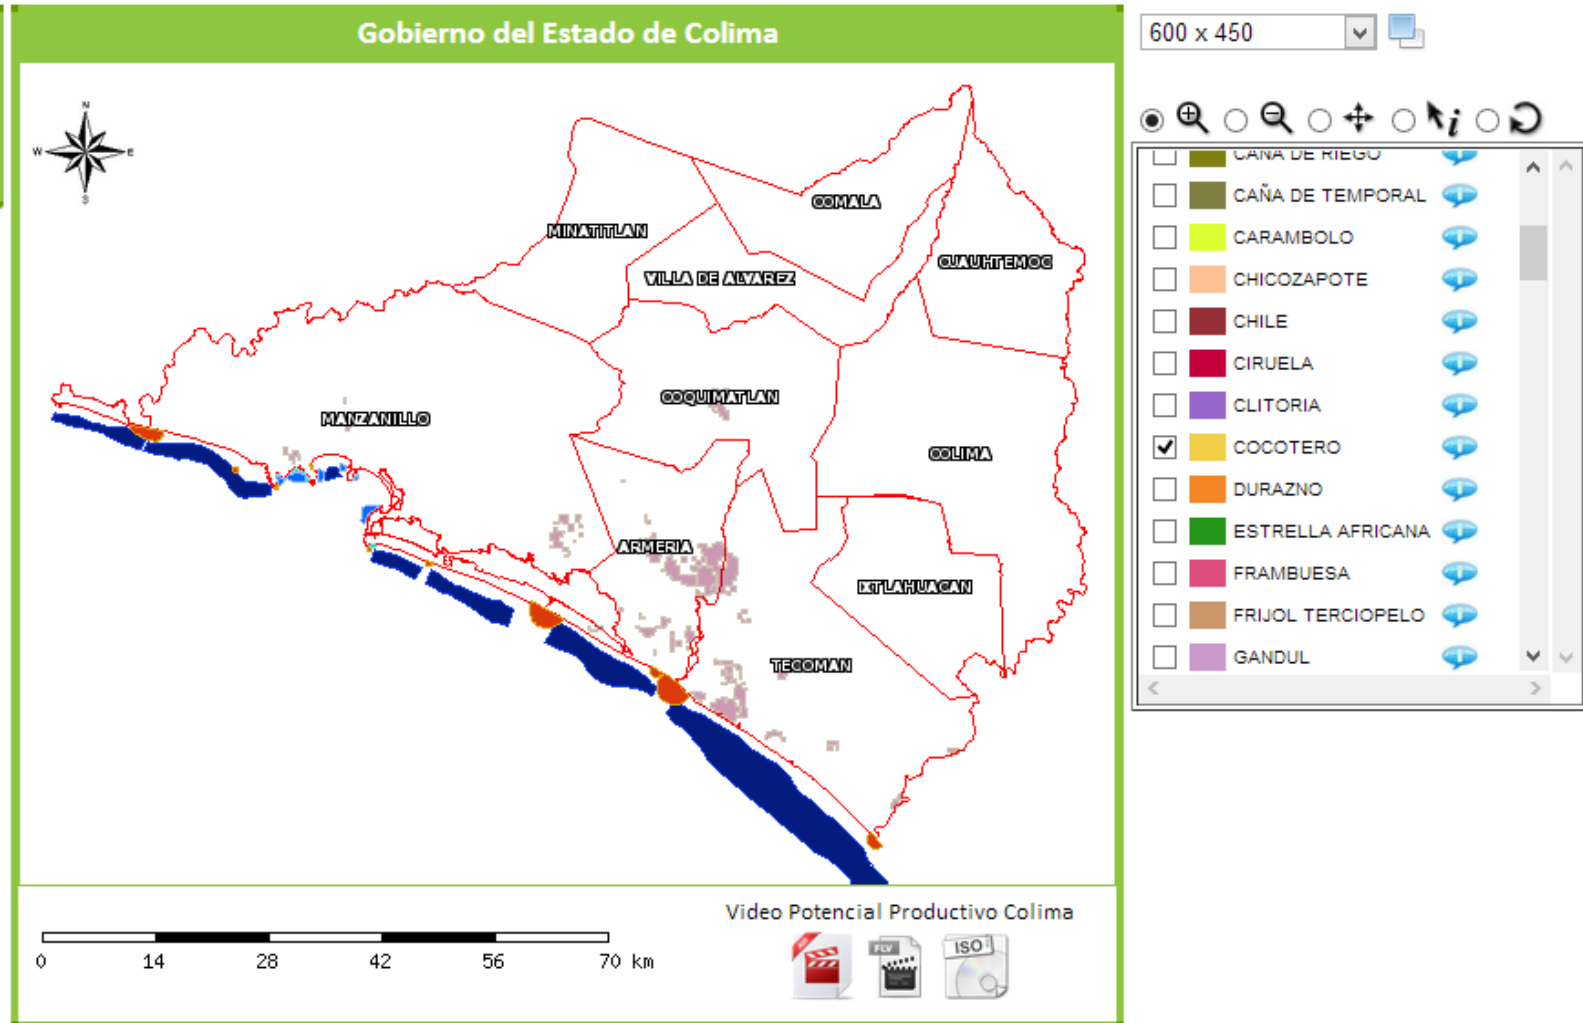 Gobierno del Estado de Colima
600 x 450
N
W E
S
COMALA
MINATITLAN
CUAUHTEMOC
VILLA DE ALVAREZ
COQUIMATLAN
MANZANILLO
COLIMA
ARMERIA
IXTLAHUACAN
TECOMAN
CAÑA DE RIEGO
CAÑA DE TEMPORAL
CARAMBOLO
CHICOZAPOTE
CHILE
CIRUELA
CLITORIA
COCOTERO
DURAZNO
ESTRELLA AFRICANA
FRAMBUESA
FRIJOL TERCIOPELO
GANDUL
Video Potencial Productivo Colima
FLV
ISO
0 14 28 42 56 70 km